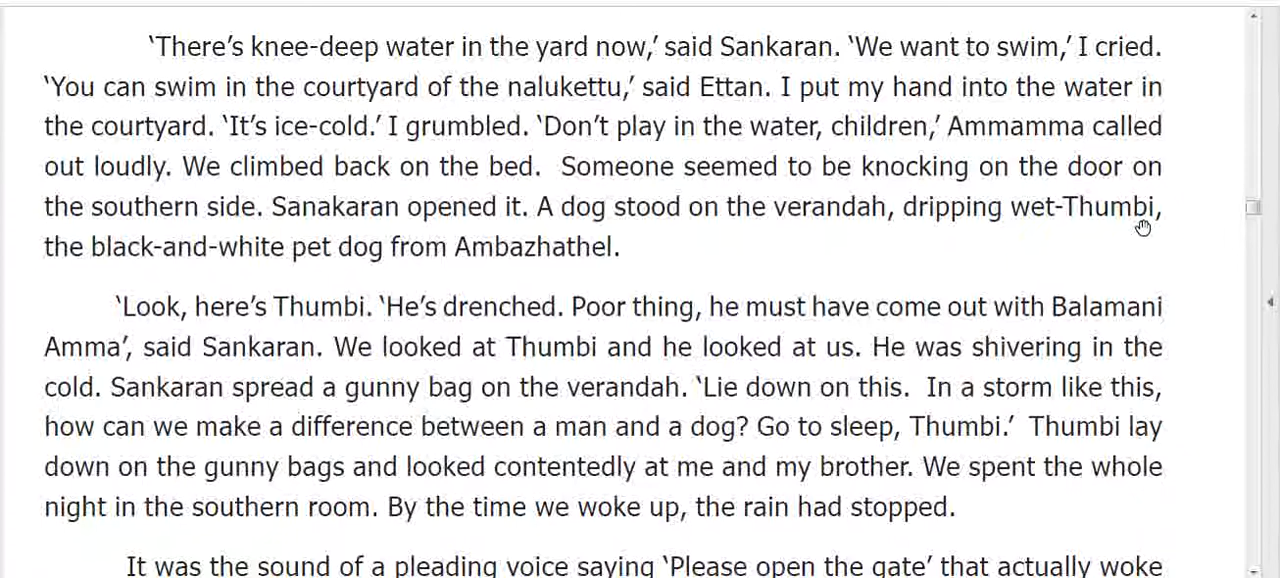 ‘There’s knee-deep water in the yard now,’ said Sankaran. ‘We want to swim,’ I cried.
‘You can swim in the courtyard of the nalukettu,’ said Ettan. I put my hand into the water in
the courtyard. ‘It’s ice-cold.’ I grumbled. ‘Don’t play in the water, children,’ Ammamma called
out loudly. We climbed back on the bed.  Someone seemed to be knocking on the door on
the southern side. Sanakaran opened it. A dog stood on the verandah, dripping wet-Thumbi,
the black-and-white pet dog from Ambazhathel.
‘Look, here’s Thumbi. ‘He’s drenched. Poor thing, he must have come out with Balamani
Amma’, said Sankaran. We looked at Thumbi and he looked at us. He was shivering in the
cold. Sankaran spread a gunny bag on the verandah. ‘Lie down on this.  In a storm like this,
how can we make a difference between a man and a dog? Go to sleep, Thumbi.’  Thumbi lay
down on the gunny bags and looked contentedly at me and my brother. We spent the whole
night in the southern room. By the time we woke up, the rain had stopped.
It was the sound of a pleading voice saying ‘Please open the gate’ that actually woke